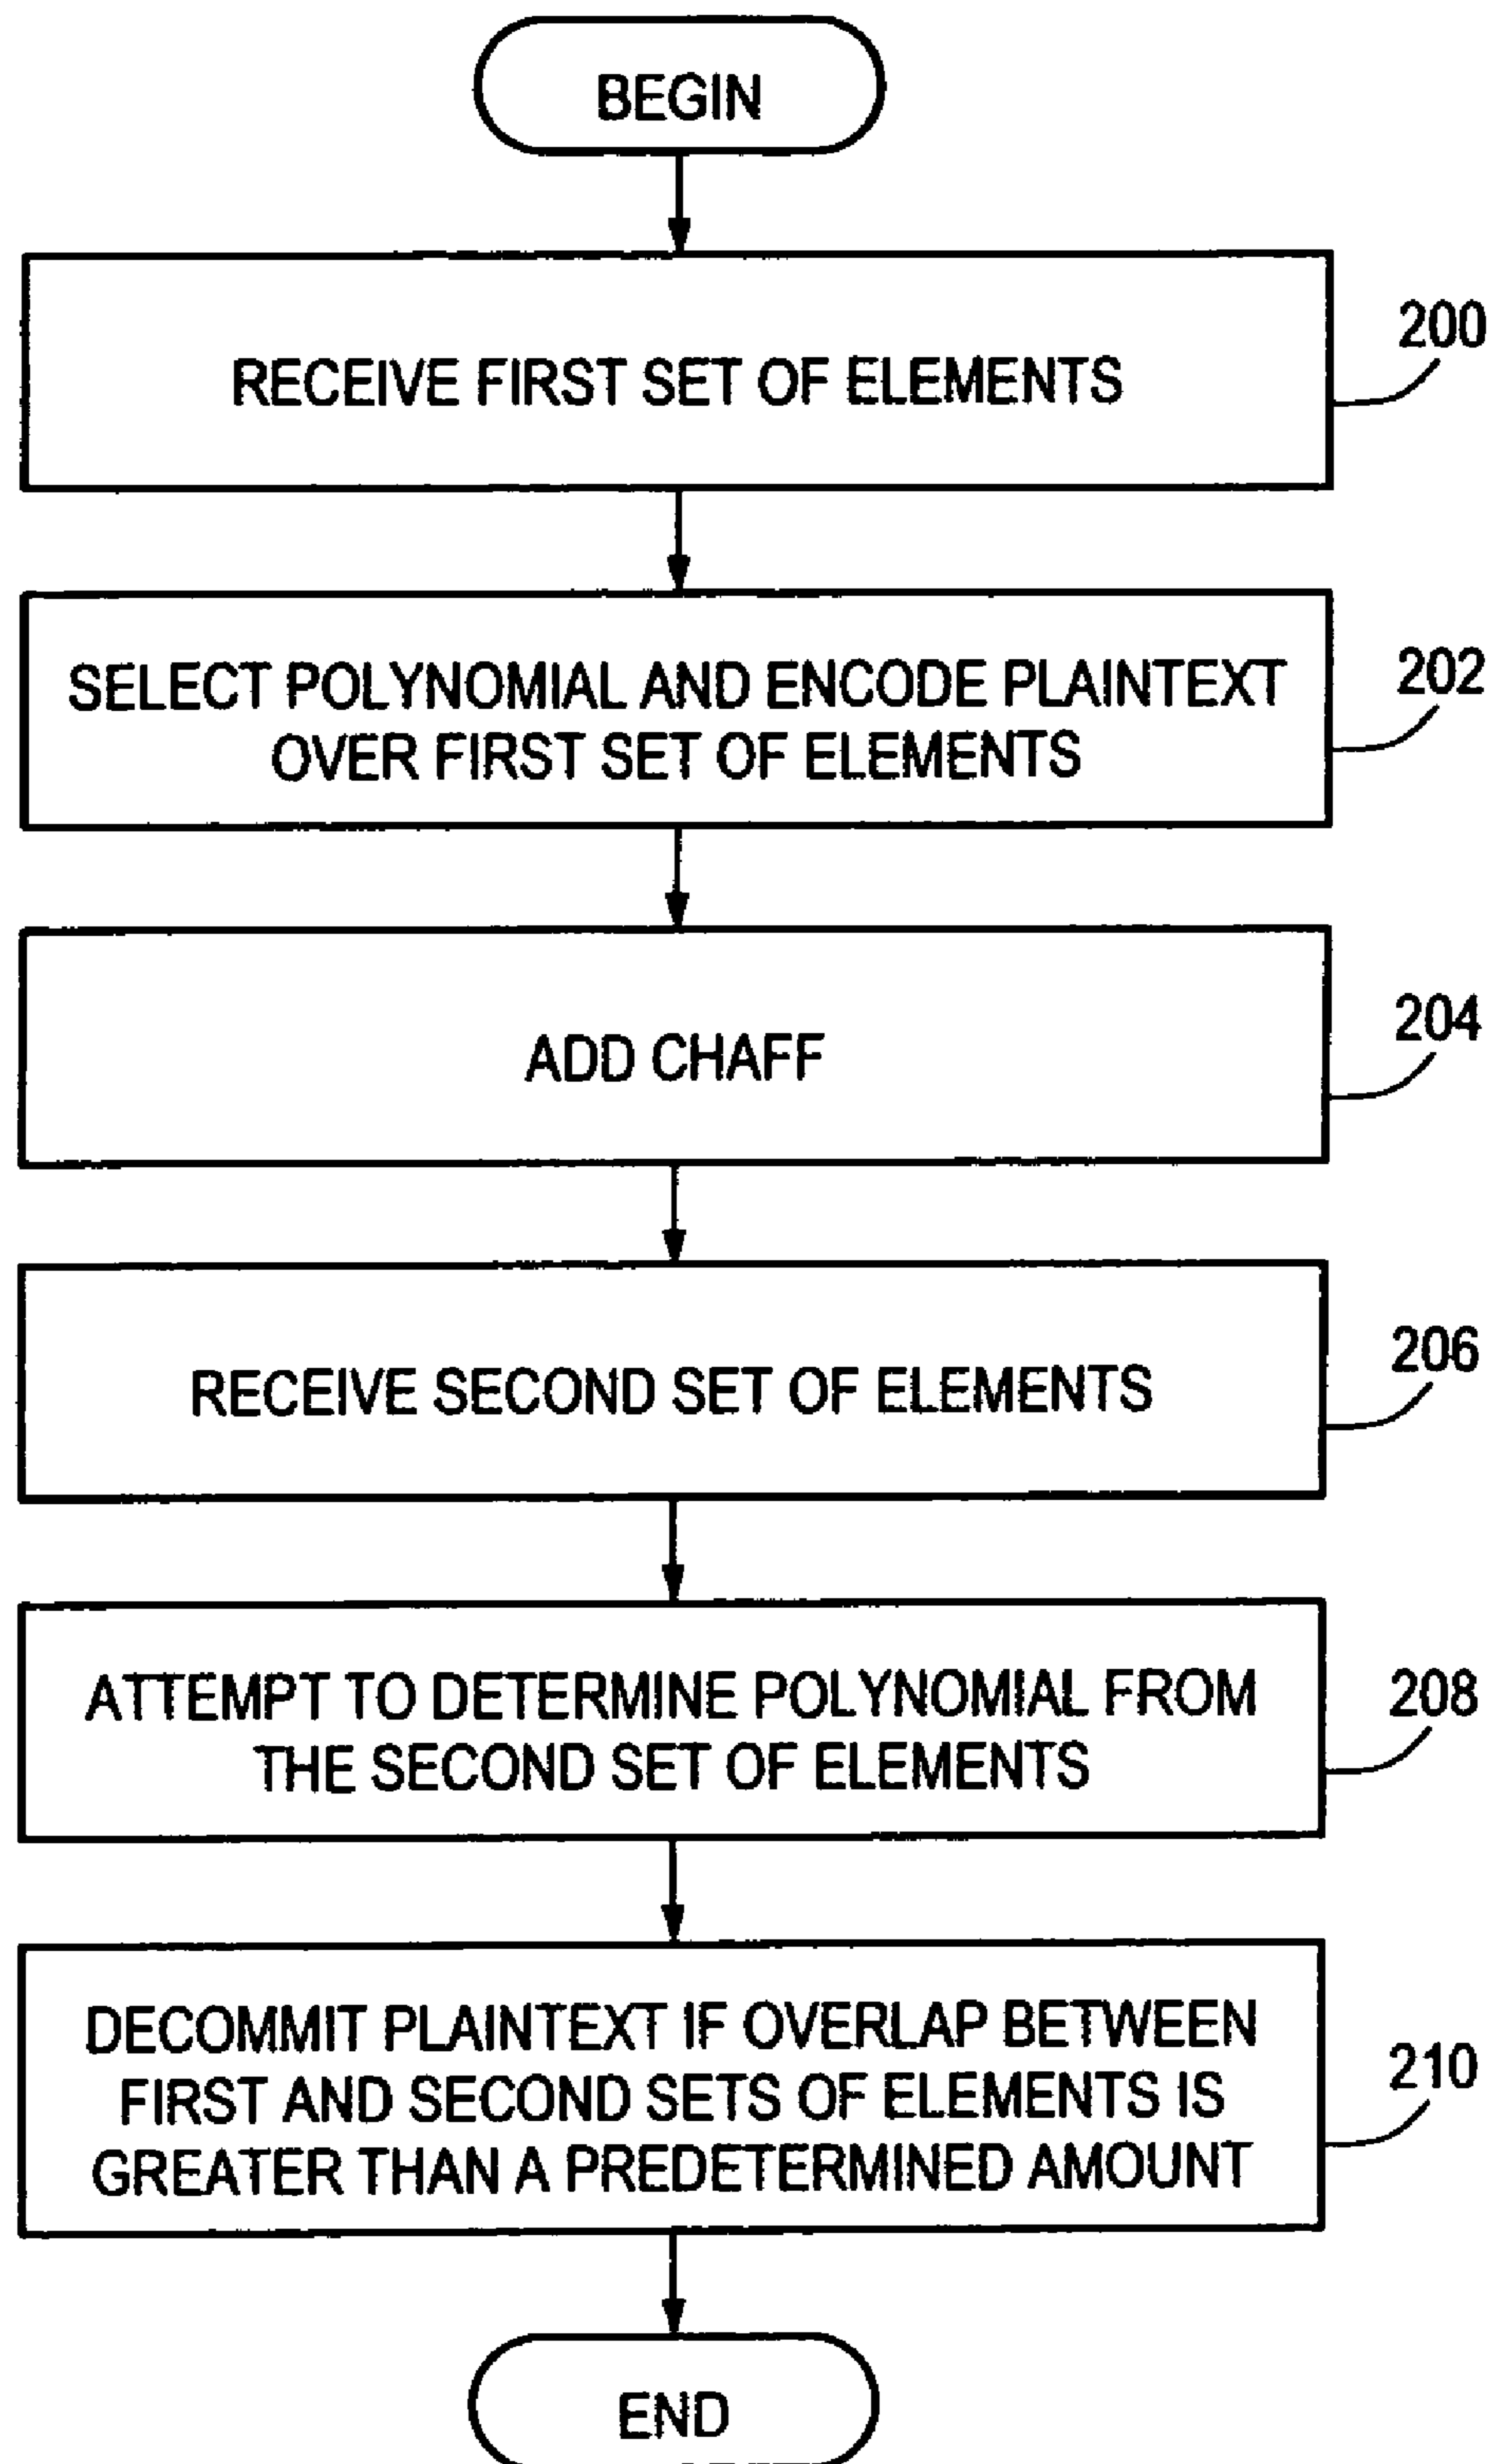 BEGIN
RECEIVE FIRST SET OF ELEMENTS
200
SELECT POLYNOMIAL AND ENCODE PLAINTEXT
OVER FIRST SET OF ELEMENTS
202
ADD CHAFF
204
RECEIVE SECOND SET OF ELEMENTS
206
ATTEMPT TO DETERMINE POLYNOMIAL FROM
THE SECOND SET OF ELEMENTS
208
DECOMMIT PLAINTEXT IF OVERLAP BETWEEN
FIRST AND SECOND SETS OF ELEMENTS IS
GREATER THAN A PREDETERMINED AMOUNT
210
END